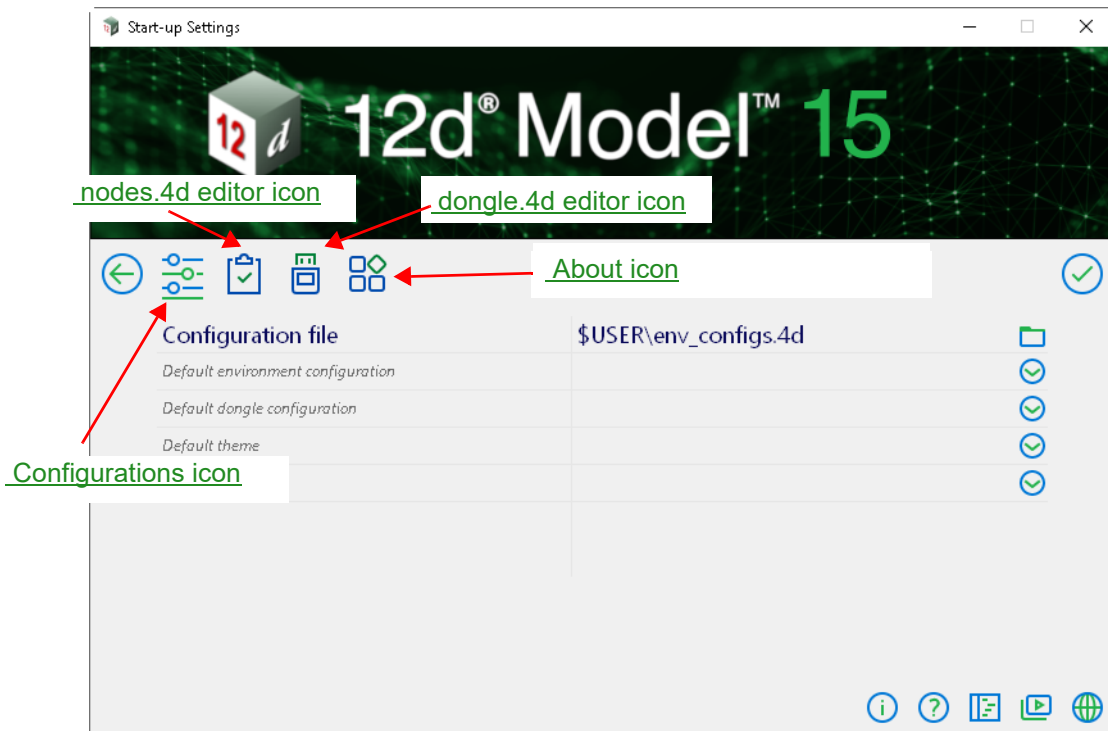 Start-up Settings
12 d
12d® Model™ 15
nodes.4d editor icon
dongle.4d editor icon
About icon
Configuration file $USER\env_configs.4d
Default environment configuration
Default dongle configuration
Default theme
Configurations icon